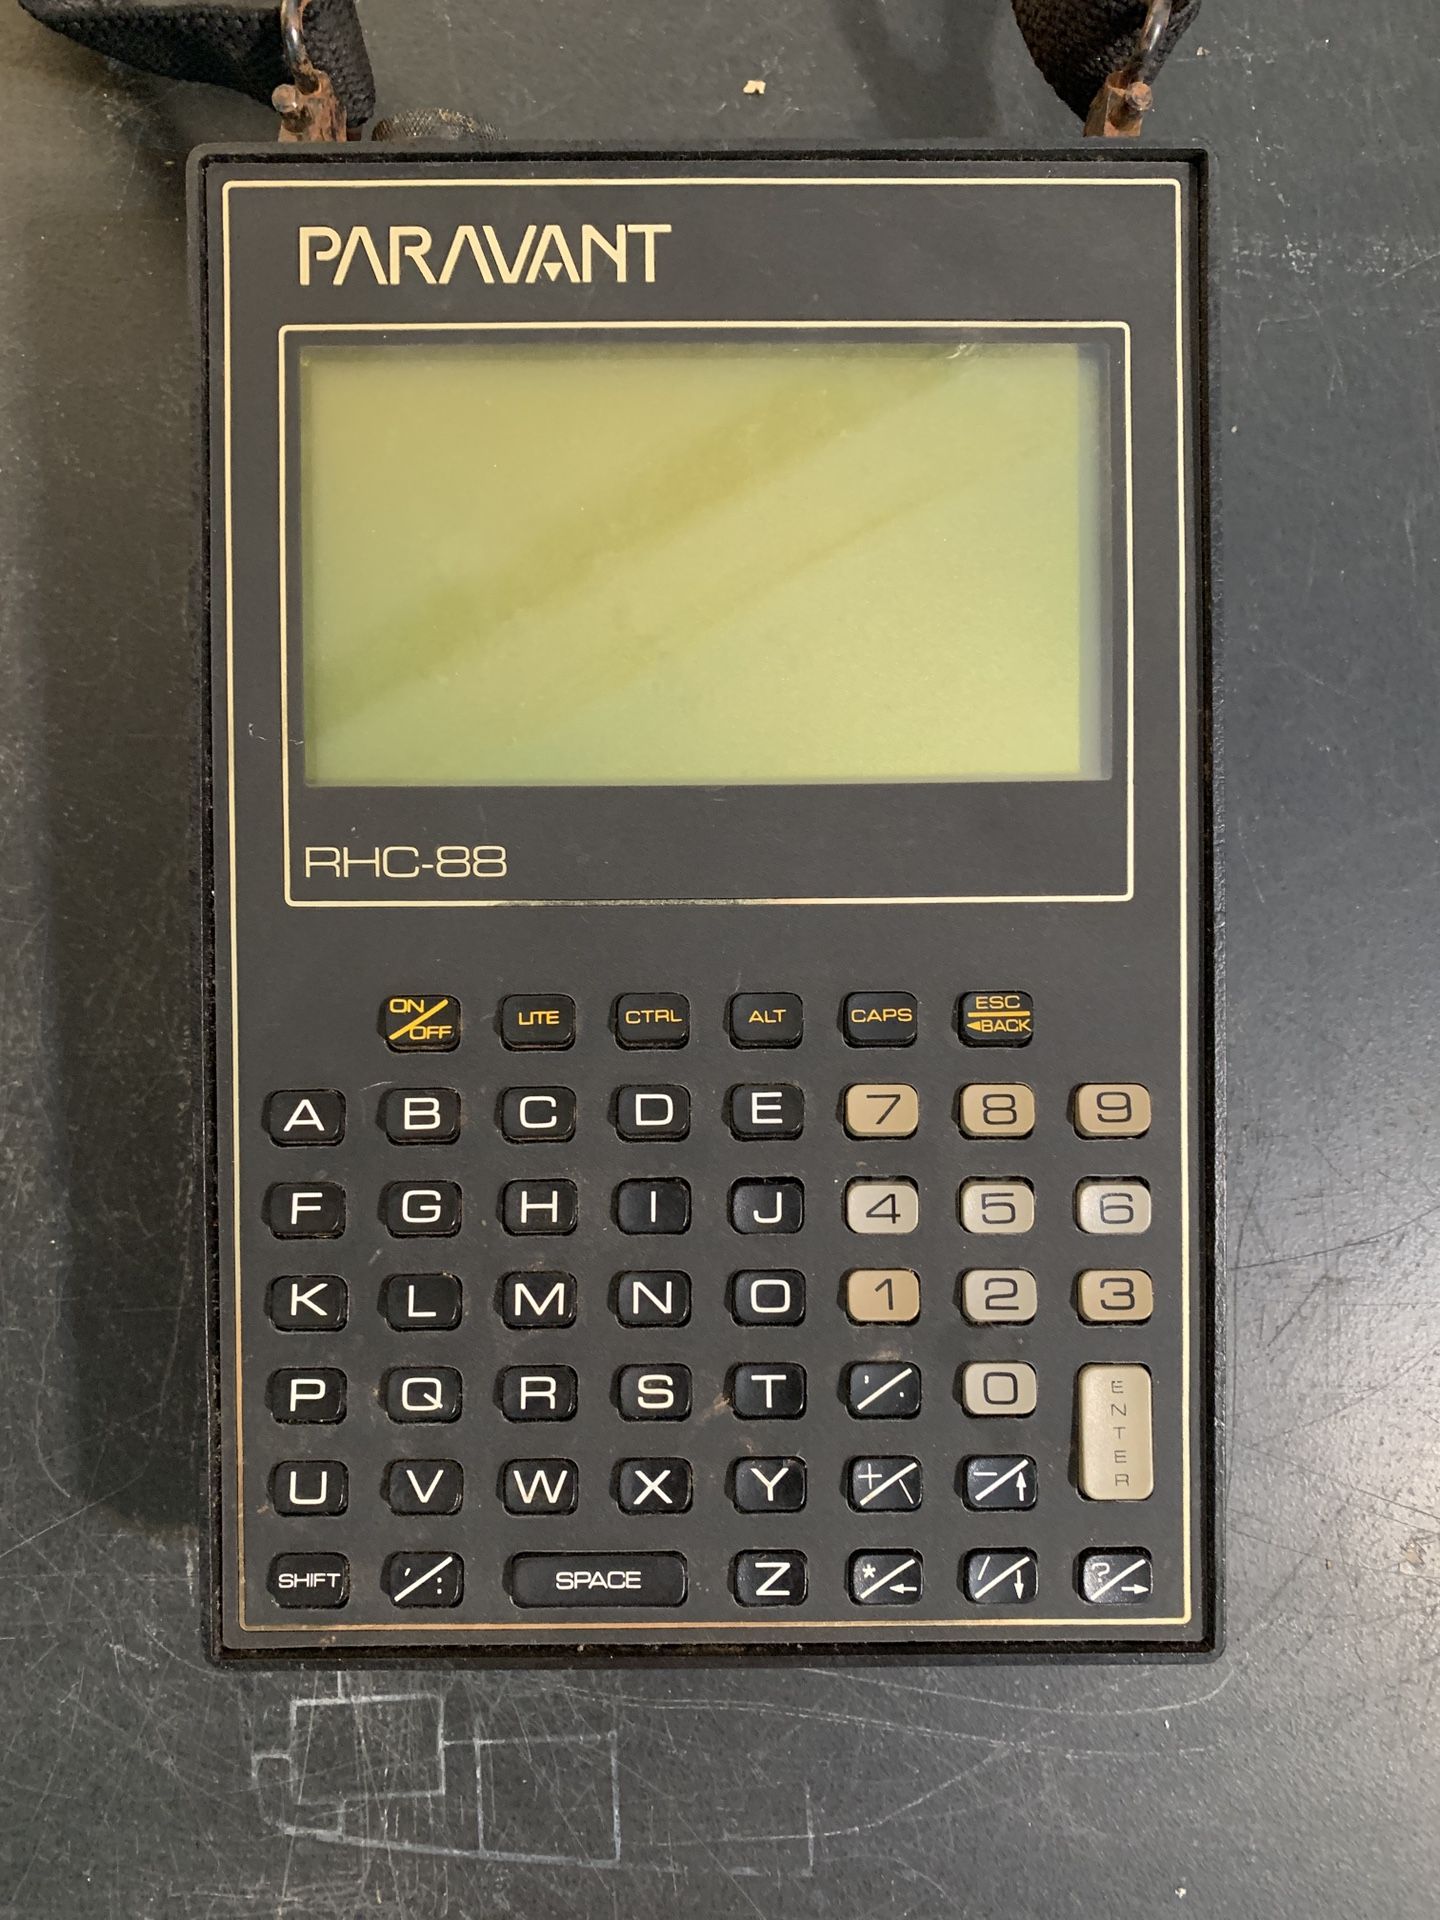 PARAVANT
RHC-88
ON/OFF LITE CTRL ALT CAPS ESC ◄BACK
A B C D E 7 8 9
F G H I J 4 5 6
K L M N O 1 2 3
P Q R S T '/. 0 ENTER
U V W X Y +/\ -/↑
SHIFT ,/: SPACE Z */← //↓ ?/→